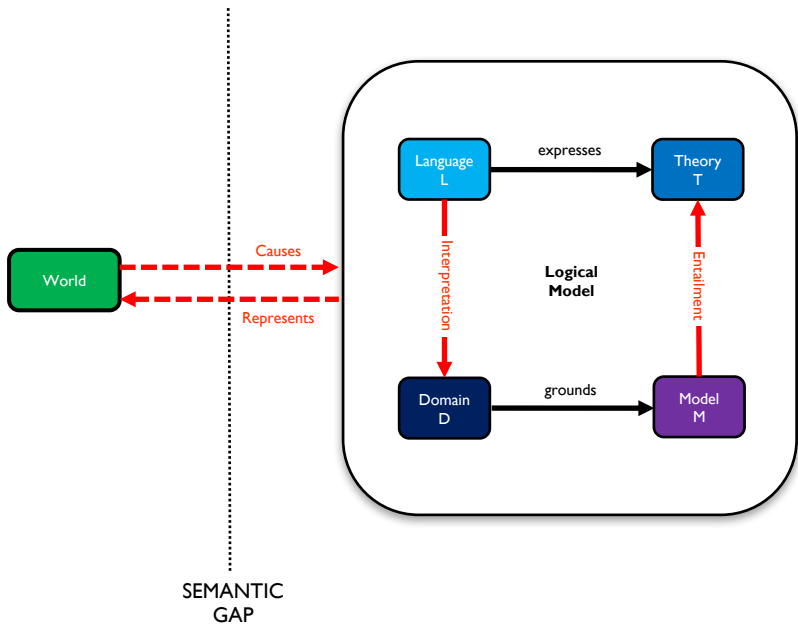 Language
L
expresses
Theory
T
Causes
World
Represents
Interpretation
Logical
Model
Entailment
Domain
D
grounds
Model
M
SEMANTIC
GAP